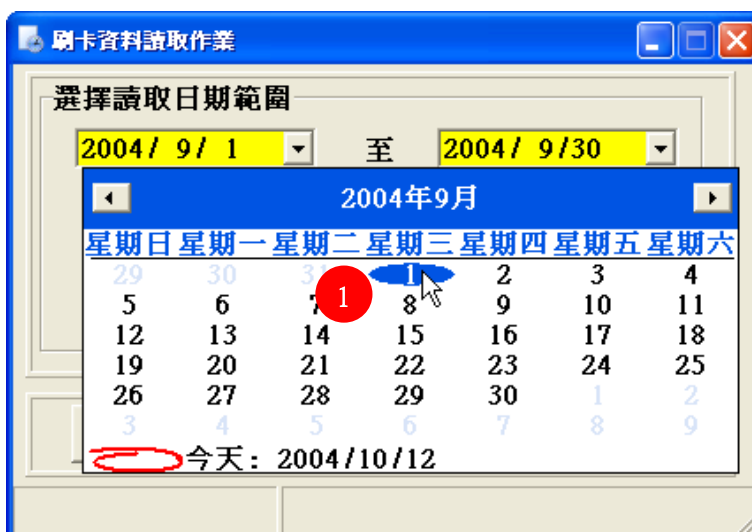 刷卡資料讀取作業
選擇讀取日期範圍
2004/ 9/ 1 至 2004/ 9/30
2004年9月
星期日 星期一 星期二 星期三 星期四 星期五 星期六
29 30 31 1 2 3 4
5 6 7 8 9 10 11
1
12 13 14 15 16 17 18
19 20 21 22 23 24 25
26 27 28 29 30 1 2
3 4 5 6 7 8 9
今天: 2004/10/12